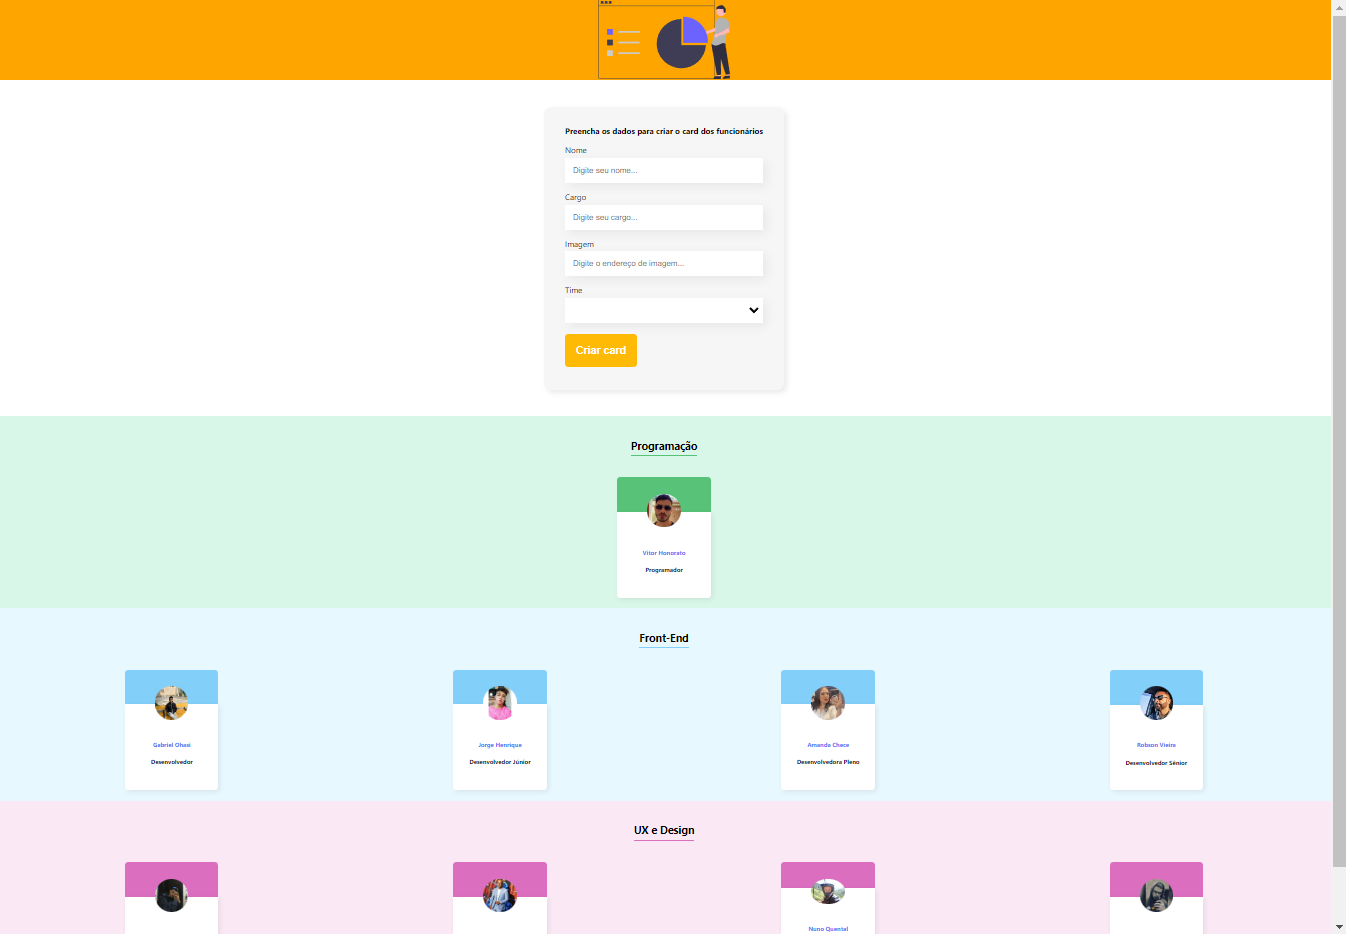 Preencha os dados para criar o card dos funcionários
Nome
Digite seu nome...
Cargo
Digite seu cargo...
Imagem
Digite o endereço de imagem...
Time
Criar card
Programação
Vitor Honorato
Programador
Front-End
Gabriel Ohasi
Jorge Henrique
Amanda Chece
Robson Vieira
Desenvolvedor
Desenvolvedor Júnior
Desenvolvedora Pleno
Desenvolvedor Sênior
UX e Design
Nuno Quental